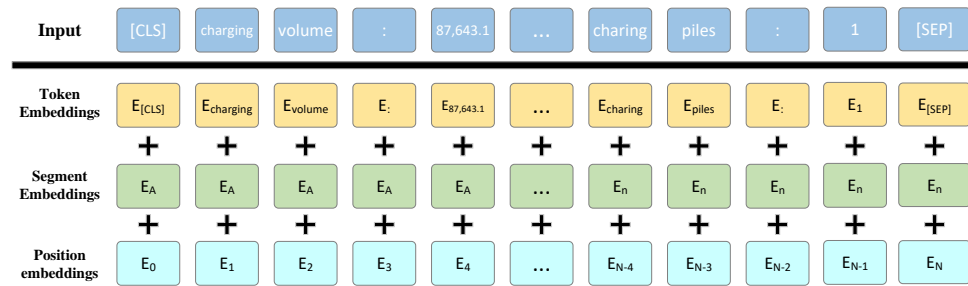 Input [CLS] charging volume : 87,643.1 ... charing piles : 1 [SEP]
Token Embeddings E[CLS] Echarging Evolume E: E87,643.1 ... Echaring Epiles E: E1 E[SEP]
+ + + + + + + + + + +
Segment Embeddings EA EA EA EA EA ... En En En En En
+ + + + + + + + + + +
Position embeddings E0 E1 E2 E3 E4 ... EN-4 EN-3 EN-2 EN-1 EN